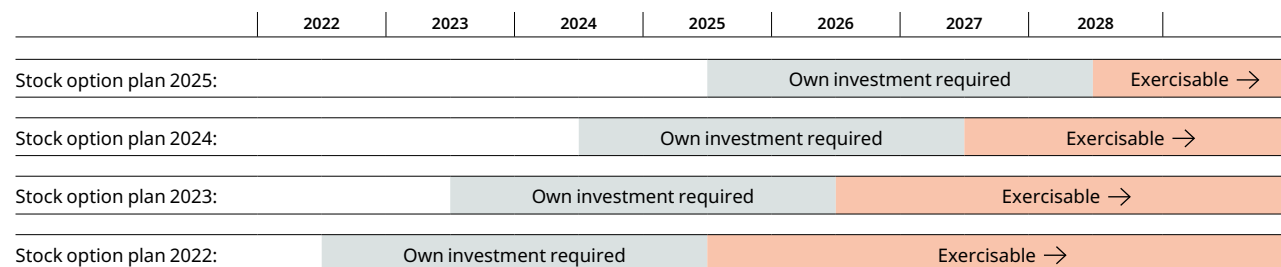 2022 2023 2024 2025 2026 2027 2028
Stock option plan 2025: Own investment required Exercisable →
Stock option plan 2024: Own investment required Exercisable →
Stock option plan 2023: Own investment required Exercisable →
Stock option plan 2022: Own investment required Exercisable →